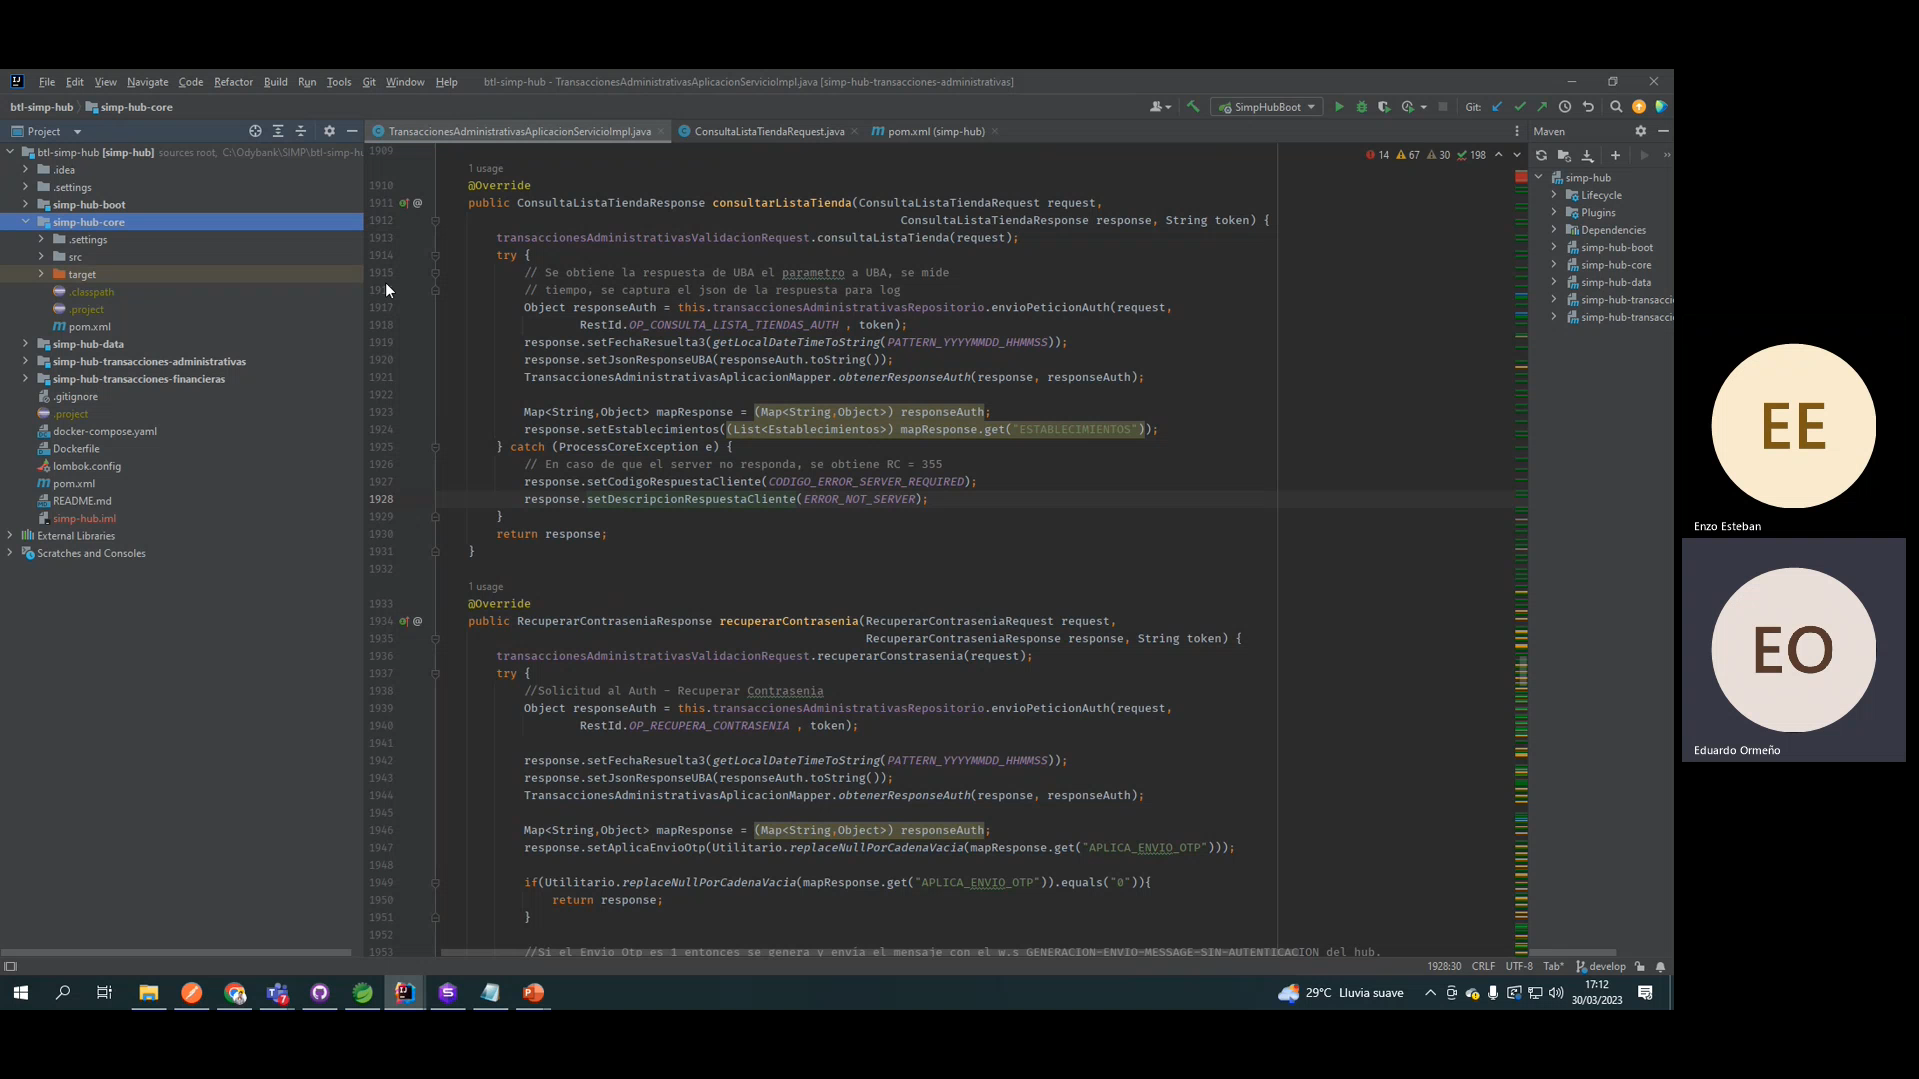 File Edit View Navigate Code Refactor Build Run Tools Git Window Help btl-simp-hub - TransaccionesAdministrativasAplicacionServicioImpl.java [simp-hub-transacciones-administrativas]
btl-simp-hub simp-hub-core SimpHubBoot Git:
Project TransaccionesAdministrativasAplicacionServicioImpl.java ConsultaListaTiendaRequest.java pom.xml (simp-hub) Maven
btl-simp-hub [simp-hub] sources root, C:\Odybank\SIMP\btl-simp-hu
.idea
.settings
simp-hub-boot
simp-hub-core
.settings
src
target
.classpath
.project
pom.xml
simp-hub-data
simp-hub-transacciones-administrativas
simp-hub-transacciones-financieras
.gitignore
.project
docker-compose.yaml
Dockerfile
lombok.config
pom.xml
README.md
simp-hub.iml
External Libraries
Scratches and Consoles
14 67 30 198
1909
1 usage
1910 @Override
1911 public ConsultaListaTiendaResponse consultarListaTienda(ConsultaListaTiendaRequest request,
1912 ConsultaListaTiendaResponse response, String token) {
1913 transaccionesAdministrativasValidacionRequest.consultaListaTienda(request);
1914 try {
1915 // Se obtiene la respuesta de UBA el parametro a UBA, se mide
// tiempo, se captura el json de la respuesta para log
1917 Object responseAuth = this.transaccionesAdministrativasRepositorio.envioPeticionAuth(request,
1918 RestId.OP_CONSULTA_LISTA_TIENDAS_AUTH , token);
1919 response.setFechaResuelta3(getLocalDateTimeToString(PATTERN_YYYYMMDD_HHMMSS));
1920 response.setJsonResponseUBA(responseAuth.toString());
1921 TransaccionesAdministrativasAplicacionMapper.obtenerResponseAuth(response, responseAuth);
1922
1923 Map<String,Object> mapResponse = (Map<String,Object>) responseAuth;
1924 response.setEstablecimientos((List<Establecimientos>) mapResponse.get("ESTABLECIMIENTOS"));
1925 } catch (ProcessCoreException e) {
1926 // En caso de que el server no responda, se obtiene RC = 355
1927 response.setCodigoRespuestaCliente(CODIGO_ERROR_SERVER_REQUIRED);
1928 response.setDescripcionRespuestaCliente(ERROR_NOT_SERVER);
1929 }
1930 return response;
1931 }
1932
1 usage
1933 @Override
1934 public RecuperarContraseniaResponse recuperarContrasenia(RecuperarContraseniaRequest request,
1935 RecuperarContraseniaResponse response, String token) {
1936 transaccionesAdministrativasValidacionRequest.recuperarConstrasenia(request);
1937 try {
1938 //Solicitud al Auth - Recuperar Contrasenia
1939 Object responseAuth = this.transaccionesAdministrativasRepositorio.envioPeticionAuth(request,
1940 RestId.OP_RECUPERA_CONTRASENIA , token);
1941
1942 response.setFechaResuelta3(getLocalDateTimeToString(PATTERN_YYYYMMDD_HHMMSS));
1943 response.setJsonResponseUBA(responseAuth.toString());
1944 TransaccionesAdministrativasAplicacionMapper.obtenerResponseAuth(response, responseAuth);
1945
1946 Map<String,Object> mapResponse = (Map<String,Object>) responseAuth;
1947 response.setAplicaEnvioOtp(Utilitario.replaceNullPorCadenaVacia(mapResponse.get("APLICA_ENVIO_OTP")));
1948
1949 if(Utilitario.replaceNullPorCadenaVacia(mapResponse.get("APLICA_ENVIO_OTP")).equals("0")){
1950 return response;
1951 }
1952
1953 //Si el Envio Otp es 1 entonces se genera y envia el mensaje con el w.s GENERACION-ENVIO-MESSAGE-SIN-AUTENTICACION del hub.
simp-hub
Lifecycle
Plugins
Dependencies
simp-hub-boot
simp-hub-core
simp-hub-data
simp-hub-transacci
simp-hub-transacci
1928:30 CRLF UTF-8 Tab* develop
29°C Lluvia suave 17:12
30/03/2023
EE
Enzo Esteban
EO
Eduardo Ormeño